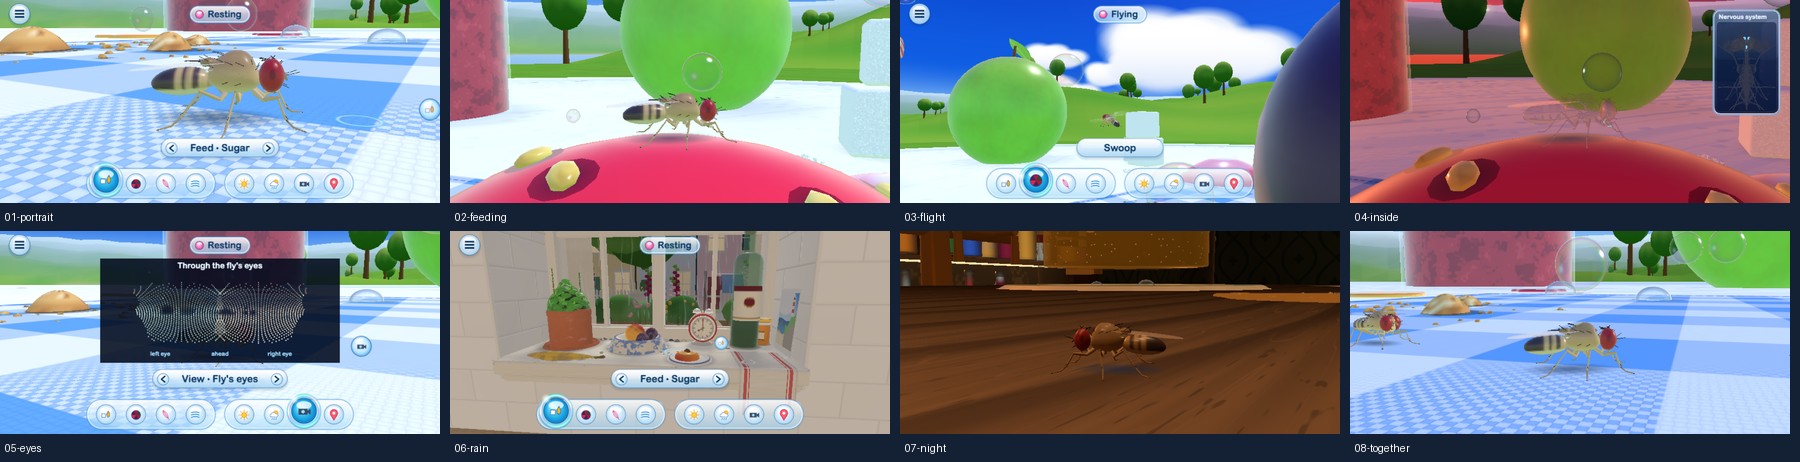 Resting
Feed · Sugar
01-portrait
02-feeding
Flying
Swoop
03-flight
Nervous system
04-inside
Resting
Through the fly's eyes
left eye
ahead
right eye
View · Fly's eyes
05-eyes
Resting
Feed · Sugar
06-rain
07-night
08-together